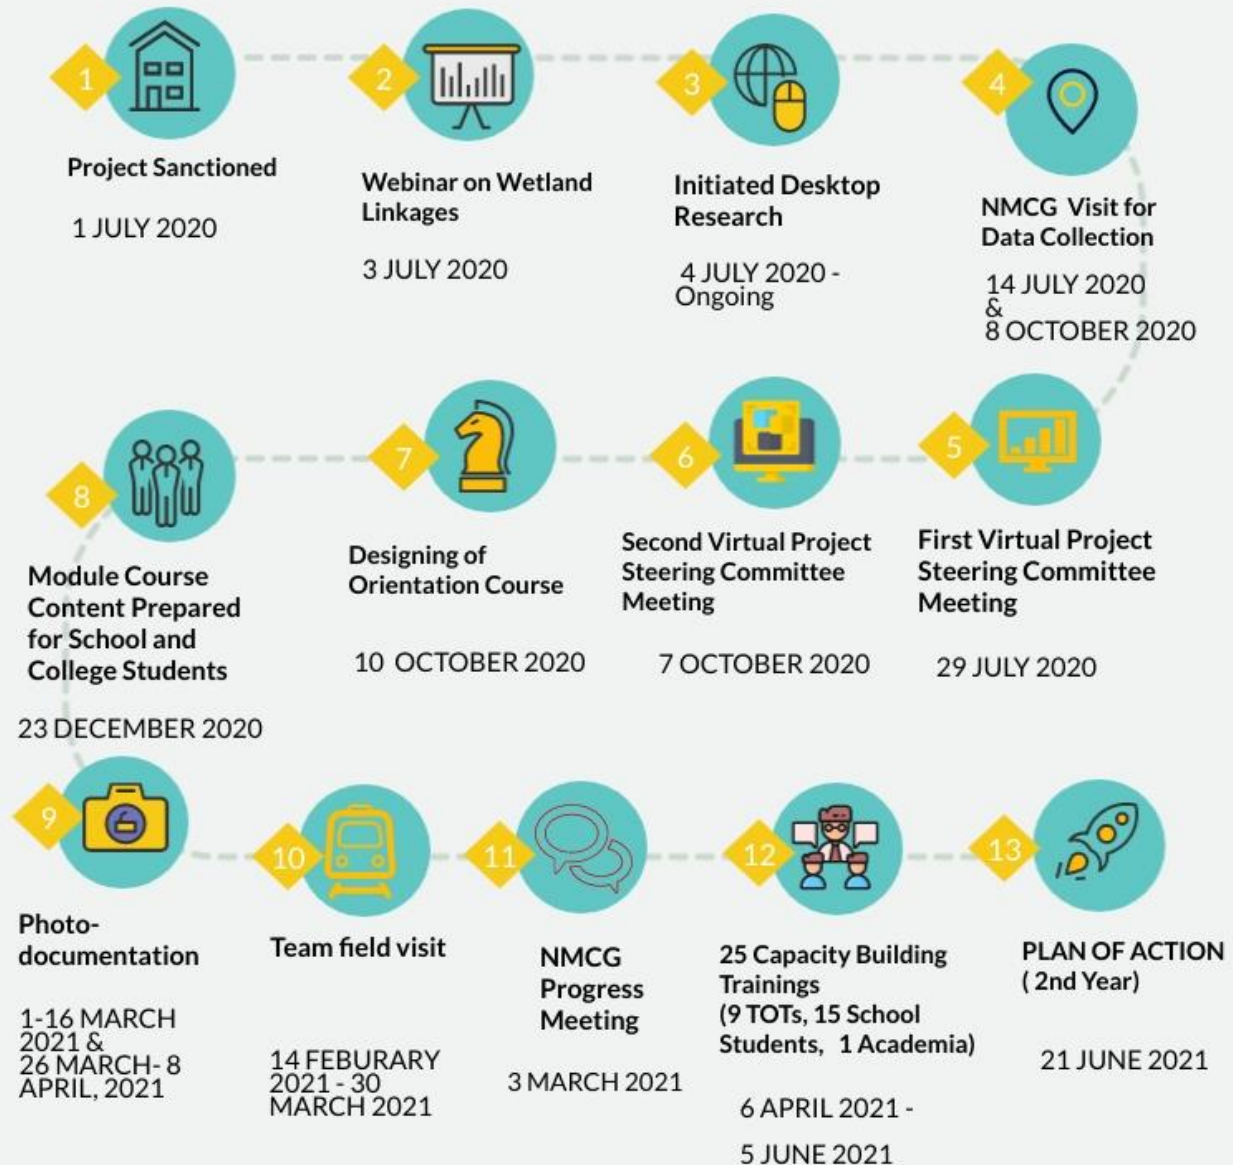 1
Project Sanctioned
1 JULY 2020
2
Webinar on Wetland
Linkages
3 JULY 2020
3
Initiated Desktop
Research
4 JULY 2020 -
Ongoing
4
NMCG Visit for
Data Collection
14 JULY 2020
&
8 OCTOBER 2020
5
First Virtual Project
Steering Committee
Meeting
29 JULY 2020
6
Second Virtual Project
Steering Committee
Meeting
7 OCTOBER 2020
7
Designing of
Orientation Course
10 OCTOBER 2020
8
Module Course
Content Prepared
for School and
College Students
23 DECEMBER 2020
9
Photo-
documentation
1-16 MARCH
2021 &
26 MARCH- 8
APRIL, 2021
10
Team field visit
14 FEBURARY
2021 - 30
MARCH 2021
11
NMCG
Progress
Meeting
3 MARCH 2021
12
25 Capacity Building
Trainings
(9 TOTs, 15 School
Students, 1 Academia)
6 APRIL 2021 -
5 JUNE 2021
13
PLAN OF ACTION
( 2nd Year)
21 JUNE 2021